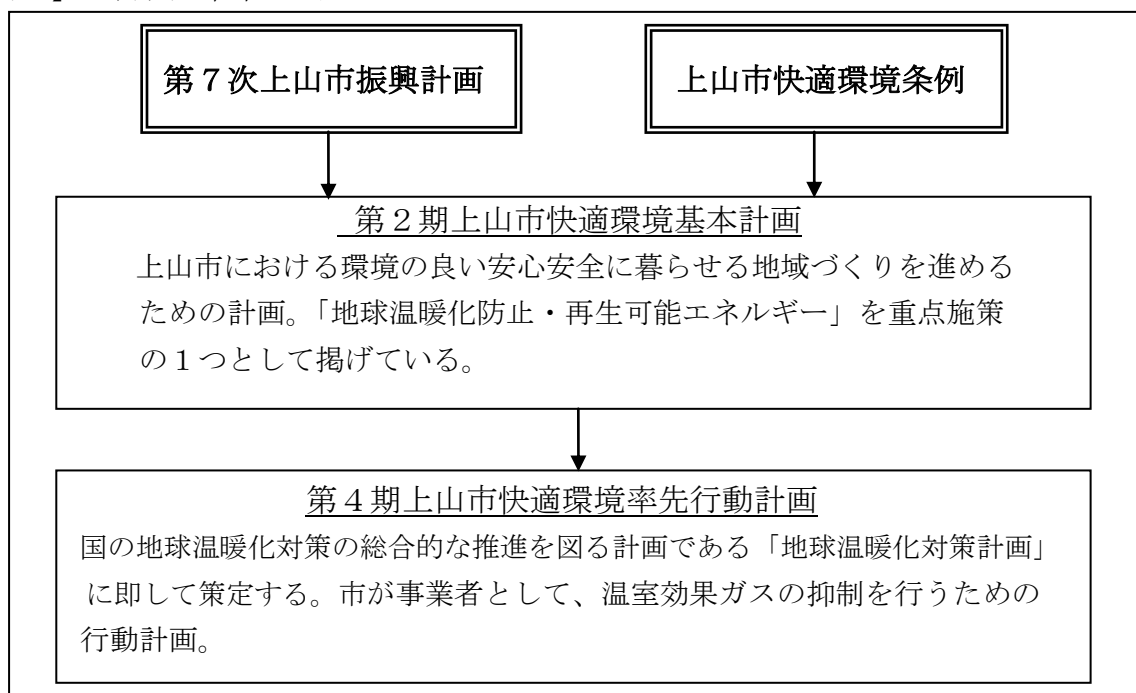 第７次上山市振興計画
上山市快適環境条例
第２期上山市快適環境基本計画
上山市における環境の良い安心安全に暮らせる地域づくりを進める
ための計画。「地球温暖化防止・再生可能エネルギー」を重点施策
の１つとして掲げている。
第４期上山市快適環境率先行動計画
国の地球温暖化対策の総合的な推進を図る計画である「地球温暖化対策計画」
に即して策定する。市が事業者として、温室効果ガスの抑制を行うための
行動計画。